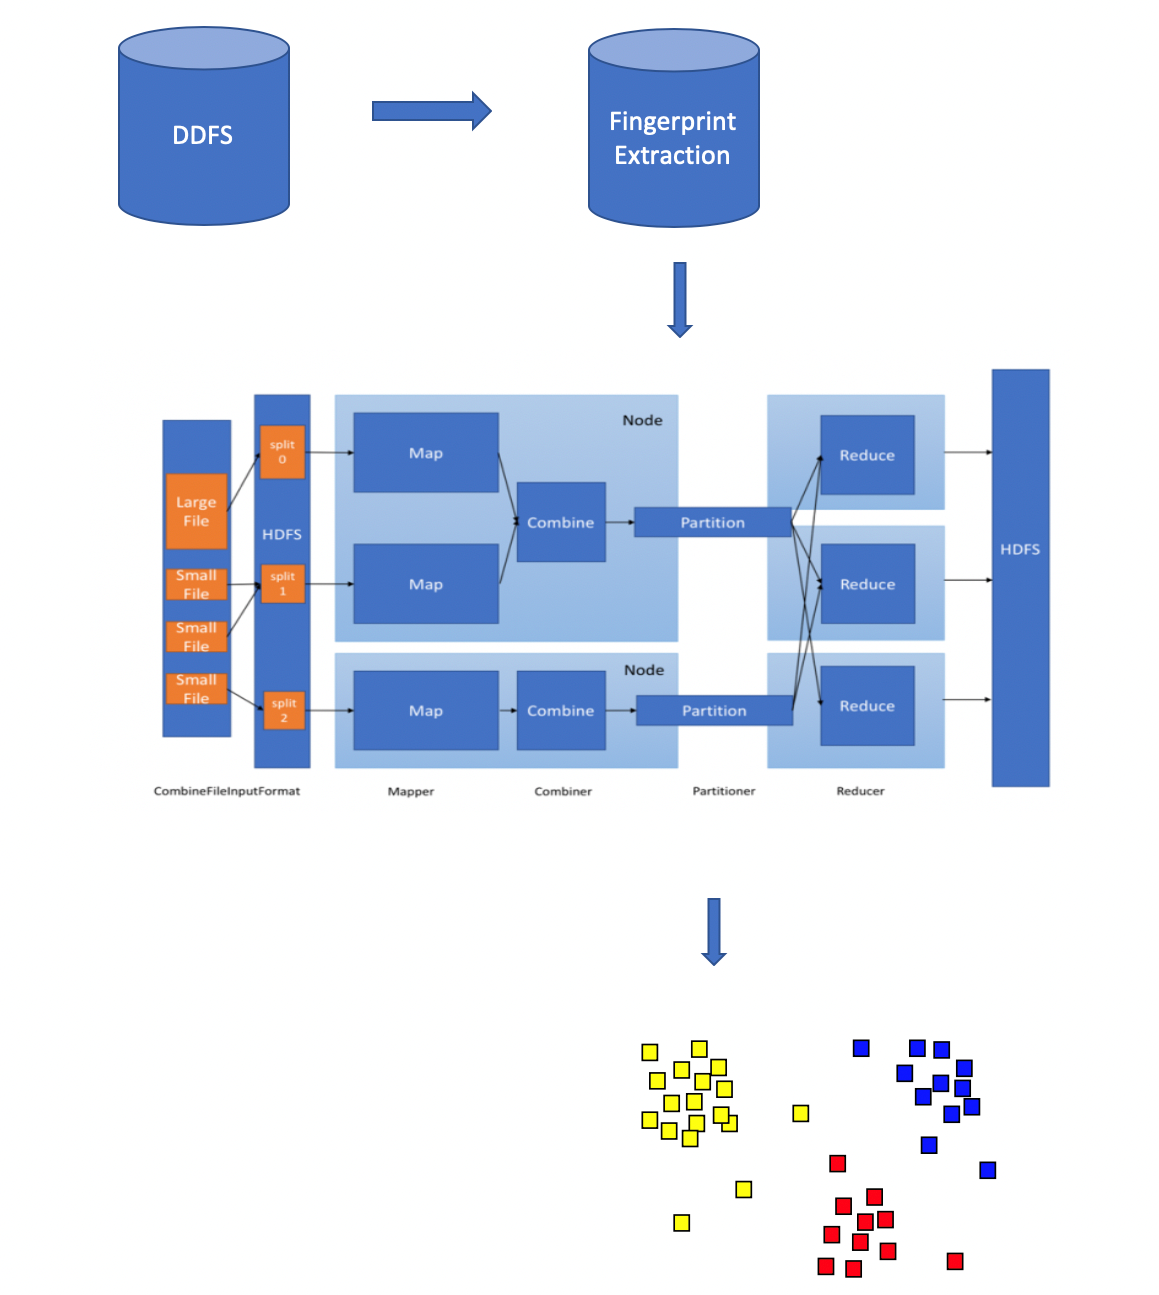 DDFS
Fingerprint
Extraction
Node
Large
File
Small
File
Small
File
Small
File
split
0
HDFS
split
1
split
2
Map
Map
Combine
Partition
Reduce
Reduce
Reduce
HDFS
Node
Map
Combine
Partition
CombineFileInputFormat
Mapper
Combiner
Partitioner
Reducer